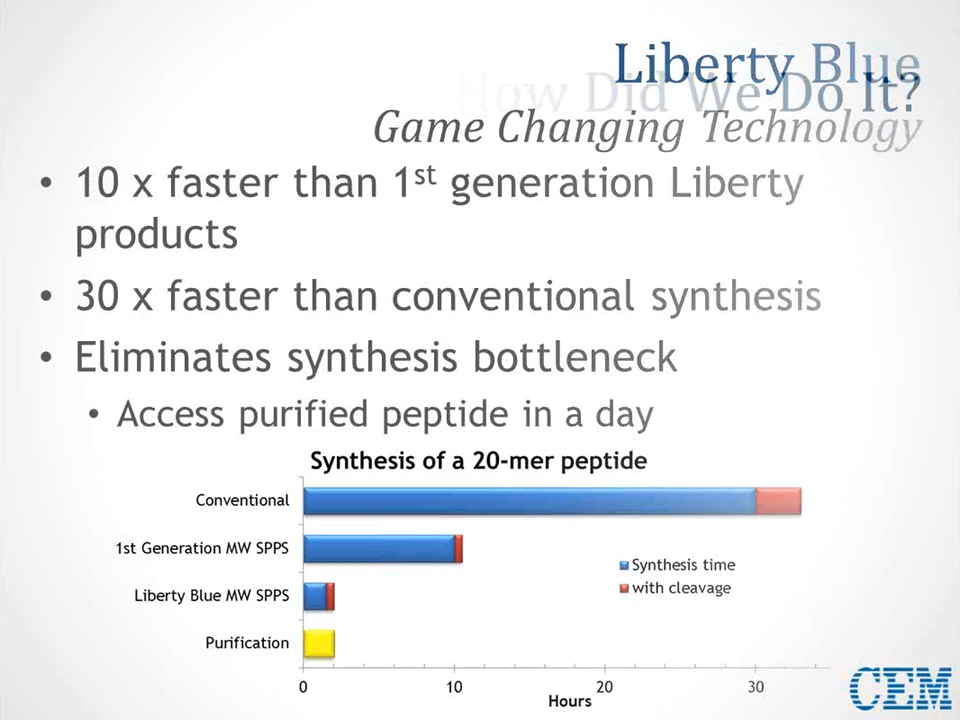 Liberty Blue
How Did We Do It?
Game Changing Technology
• 10 x faster than 1st generation Liberty
products
• 30 x faster than conventional synthesis
• Eliminates synthesis bottleneck
• Access purified peptide in a day
Synthesis of a 20-mer peptide
Conventional
1st Generation MW SPPS
Liberty Blue MW SPPS
Purification
Synthesis time
with cleavage
0 10 20 30
Hours
CEM